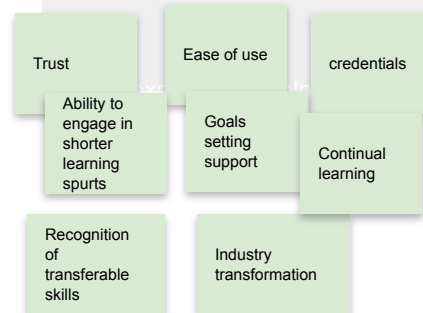 Trust
Ease of use
credentials
Ability to
engage in
shorter
learning
spurts
Goals
setting
support
Continual
learning
Recognition
of
transferable
skills
Industry
transformation